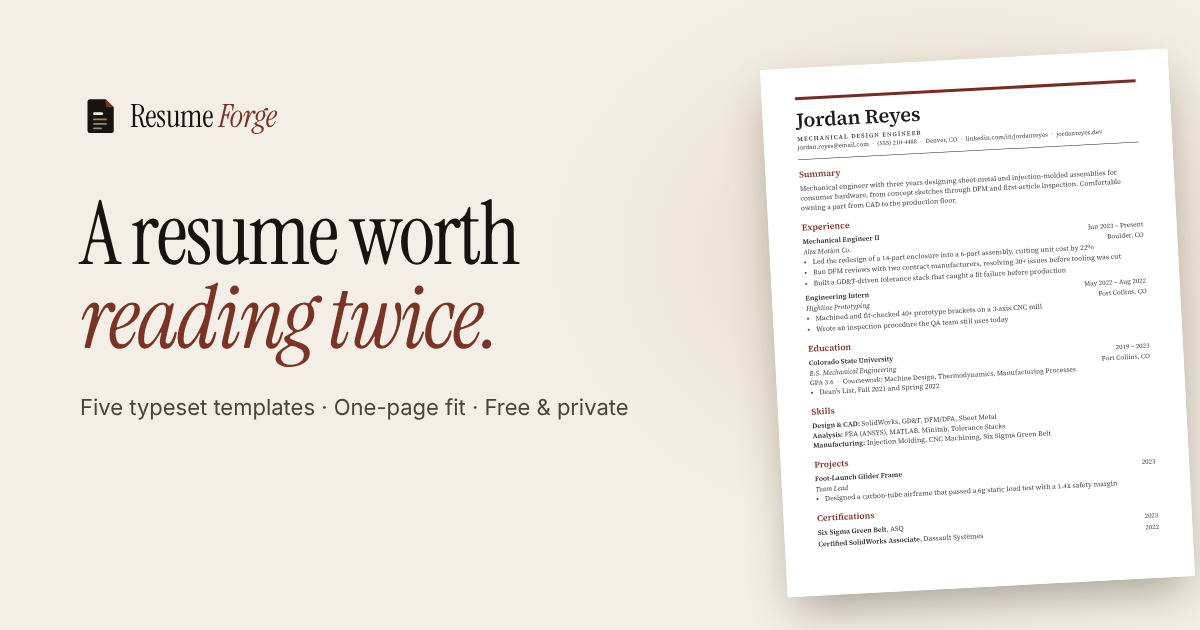 Resume Forge
A resume worth
reading twice.
Five typeset templates · One-page fit · Free & private
Jordan Reyes
MECHANICAL DESIGN ENGINEER
jordan.reyes@email.com · (555) 210-4488 · Denver, CO · linkedin.com/in/jordanreyes · jordanreyes.dev
Summary
Mechanical engineer with three years designing sheet-metal and injection-molded assemblies for
consumer hardware, from concept sketches through DFM and first-article inspection. Comfortable
owning a part from CAD to the production floor.
Experience
Mechanical Engineer II Jun 2023 – Present
Alta Motion Co. Boulder, CO
• Led the redesign of a 14-part enclosure into a 6-part assembly, cutting unit cost by 22%
• Ran DFM reviews with two contract manufacturers, resolving 30+ issues before tooling was cut
• Built a GD&T-driven tolerance stack that caught a fit failure before production
Engineering Intern May 2022 – Aug 2022
Highline Prototyping Fort Collins, CO
• Machined and fit-checked 40+ prototype brackets on a 3-axis CNC mill
• Wrote an inspection procedure the QA team still uses today
Education
Colorado State University 2019 – 2023
B.S. Mechanical Engineering Fort Collins, CO
GPA 3.6 · Coursework: Machine Design, Thermodynamics, Manufacturing Processes
• Dean's List, Fall 2021 and Spring 2022
Skills
Design & CAD: SolidWorks, GD&T, DFM/DFA, Sheet Metal
Analysis: FEA (ANSYS), MATLAB, Minitab, Tolerance Stacks
Manufacturing: Injection Molding, CNC Machining, Six Sigma Green Belt
Projects
Foot-Launch Glider Frame 2023
Team Lead
• Designed a carbon-tube airframe that passed a 6g static load test with a 1.4x safety margin
Certifications
Six Sigma Green Belt, ASQ 2023
Certified SolidWorks Associate, Dassault Systèmes 2022